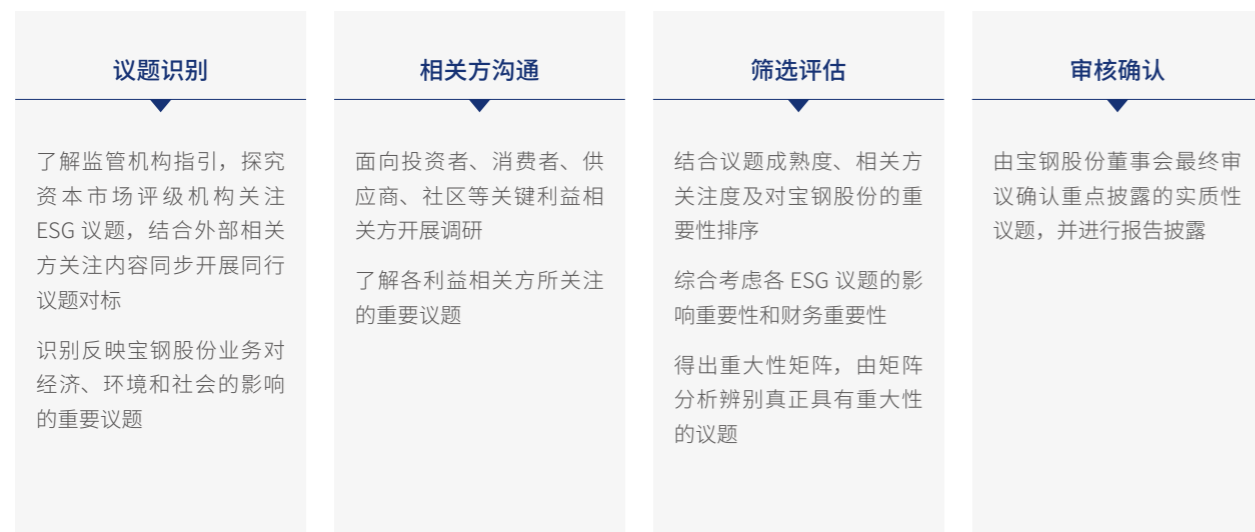 议题识别
了解监管机构指引，探究
资本市场评级机构关注
ESG 议题，结合外部相关
方关注内容同步开展同行
议题对标
识别反映宝钢股份业务对
经济、环境和社会的影响
的重要议题
相关方沟通
面向投资者、消费者、供
应商、社区等关键利益相
关方开展调研
了解各利益相关方所关注
的重要议题
筛选评估
结合议题成熟度、相关方
关注度及对宝钢股份的重
要性排序
综合考虑各 ESG 议题的影
响重要性和财务重要性
得出重大性矩阵，由矩阵
分析辨别真正具有重大性
的议题
审核确认
由宝钢股份董事会最终审
议确认重点披露的实质性
议题，并进行报告披露